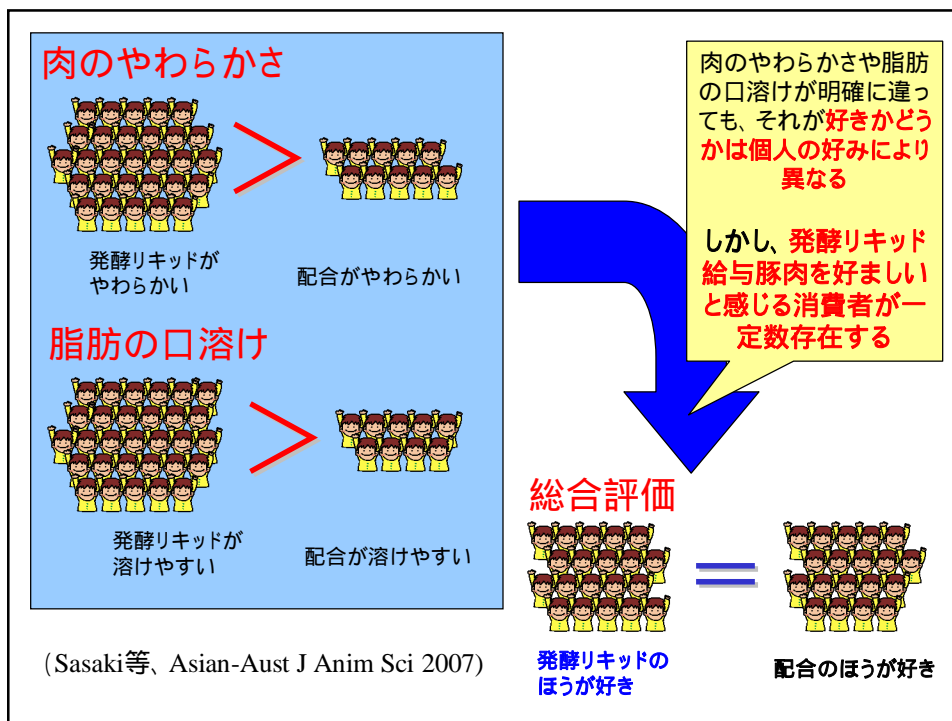 肉のやわらかさ
>
発酵リキッドが
やわらかい
配合がやわらかい
脂肪の口溶け
>
発酵リキッドが
溶けやすい
配合が溶けやすい
肉のやわらかさや脂肪
の口溶けが明確に違っ
ても、それが好きかどう
かは個人の好みにより
異なる
しかし、発酵リキッド
給与豚肉を好ましい
と感じる消費者が一
定数存在する
総合評価
=
発酵リキッドの
ほうが好き
配合のほうが好き
(Sasaki等、Asian-Aust J Anim Sci 2007)